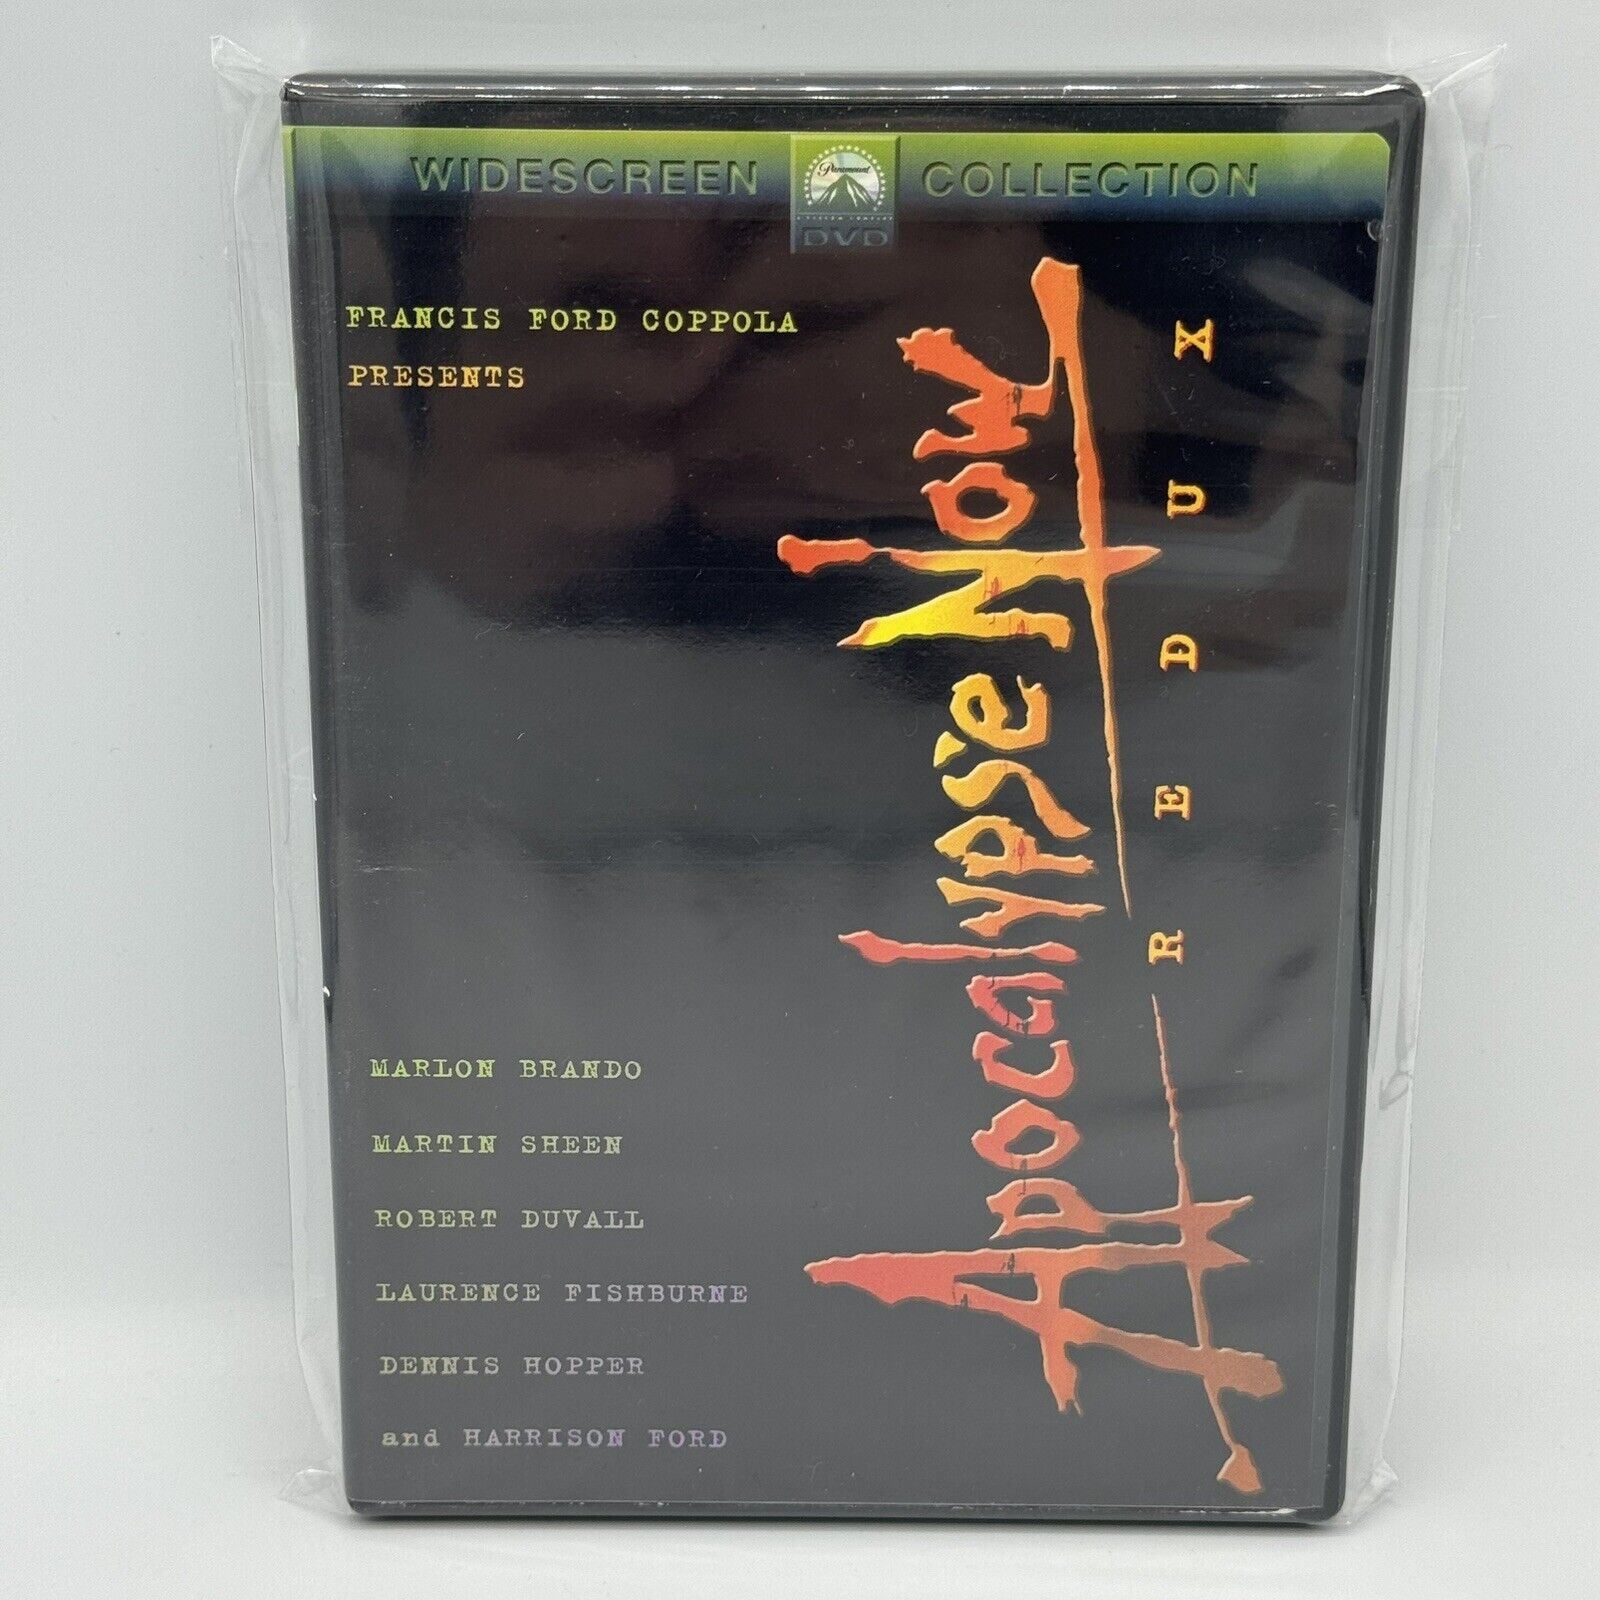 WIDESCREEN Paramount COLLECTION
DVD
FRANCIS FORD COPPOLA
PRESENTS
Apocalypse Now
REDUX
MARLON BRANDO
MARTIN SHEEN
ROBERT DUVALL
LAURENCE FISHBURNE
DENNIS HOPPER
and HARRISON FORD